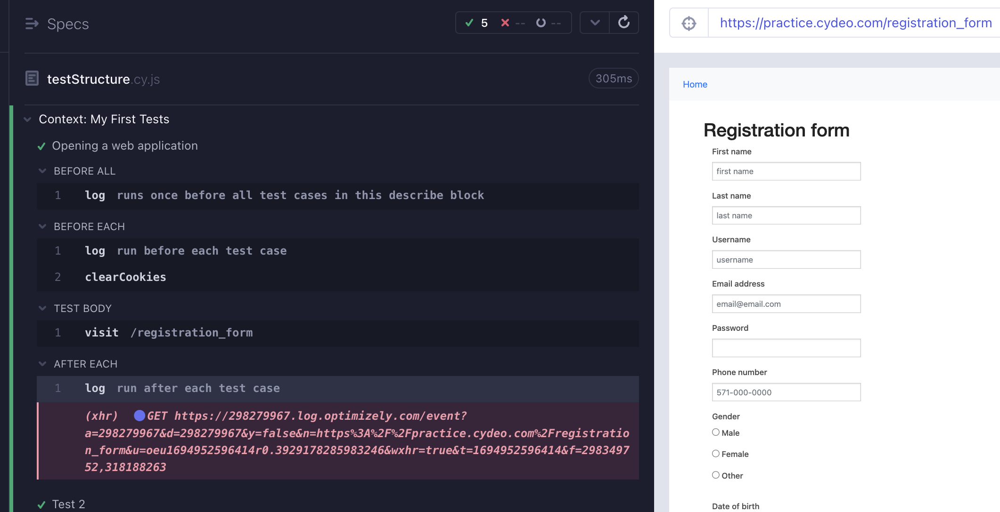 Specs
5 -- --
testStructure.cy.js
305ms
Context: My First Tests
Opening a web application
BEFORE ALL
1 log runs once before all test cases in this describe block
BEFORE EACH
1 log run before each test case
2 clearCookies
TEST BODY
1 visit /registration_form
AFTER EACH
1 log run after each test case
(xhr) GET https://298279967.log.optimizely.com/event?
a=298279967&d=298279967&y=false&n=https%3A%2F%2Fpractice.cydeo.com%2Fregistratio
n_form&u=oeu1694952596414r0.3929178285983246&wxhr=true&t=1694952596414&f=2983497
52,318188263
Test 2
https://practice.cydeo.com/registration_form
Home
Registration form
First name
first name
Last name
last name
Username
username
Email address
email@email.com
Password
Phone number
571-000-0000
Gender
Male
Female
Other
Date of birth